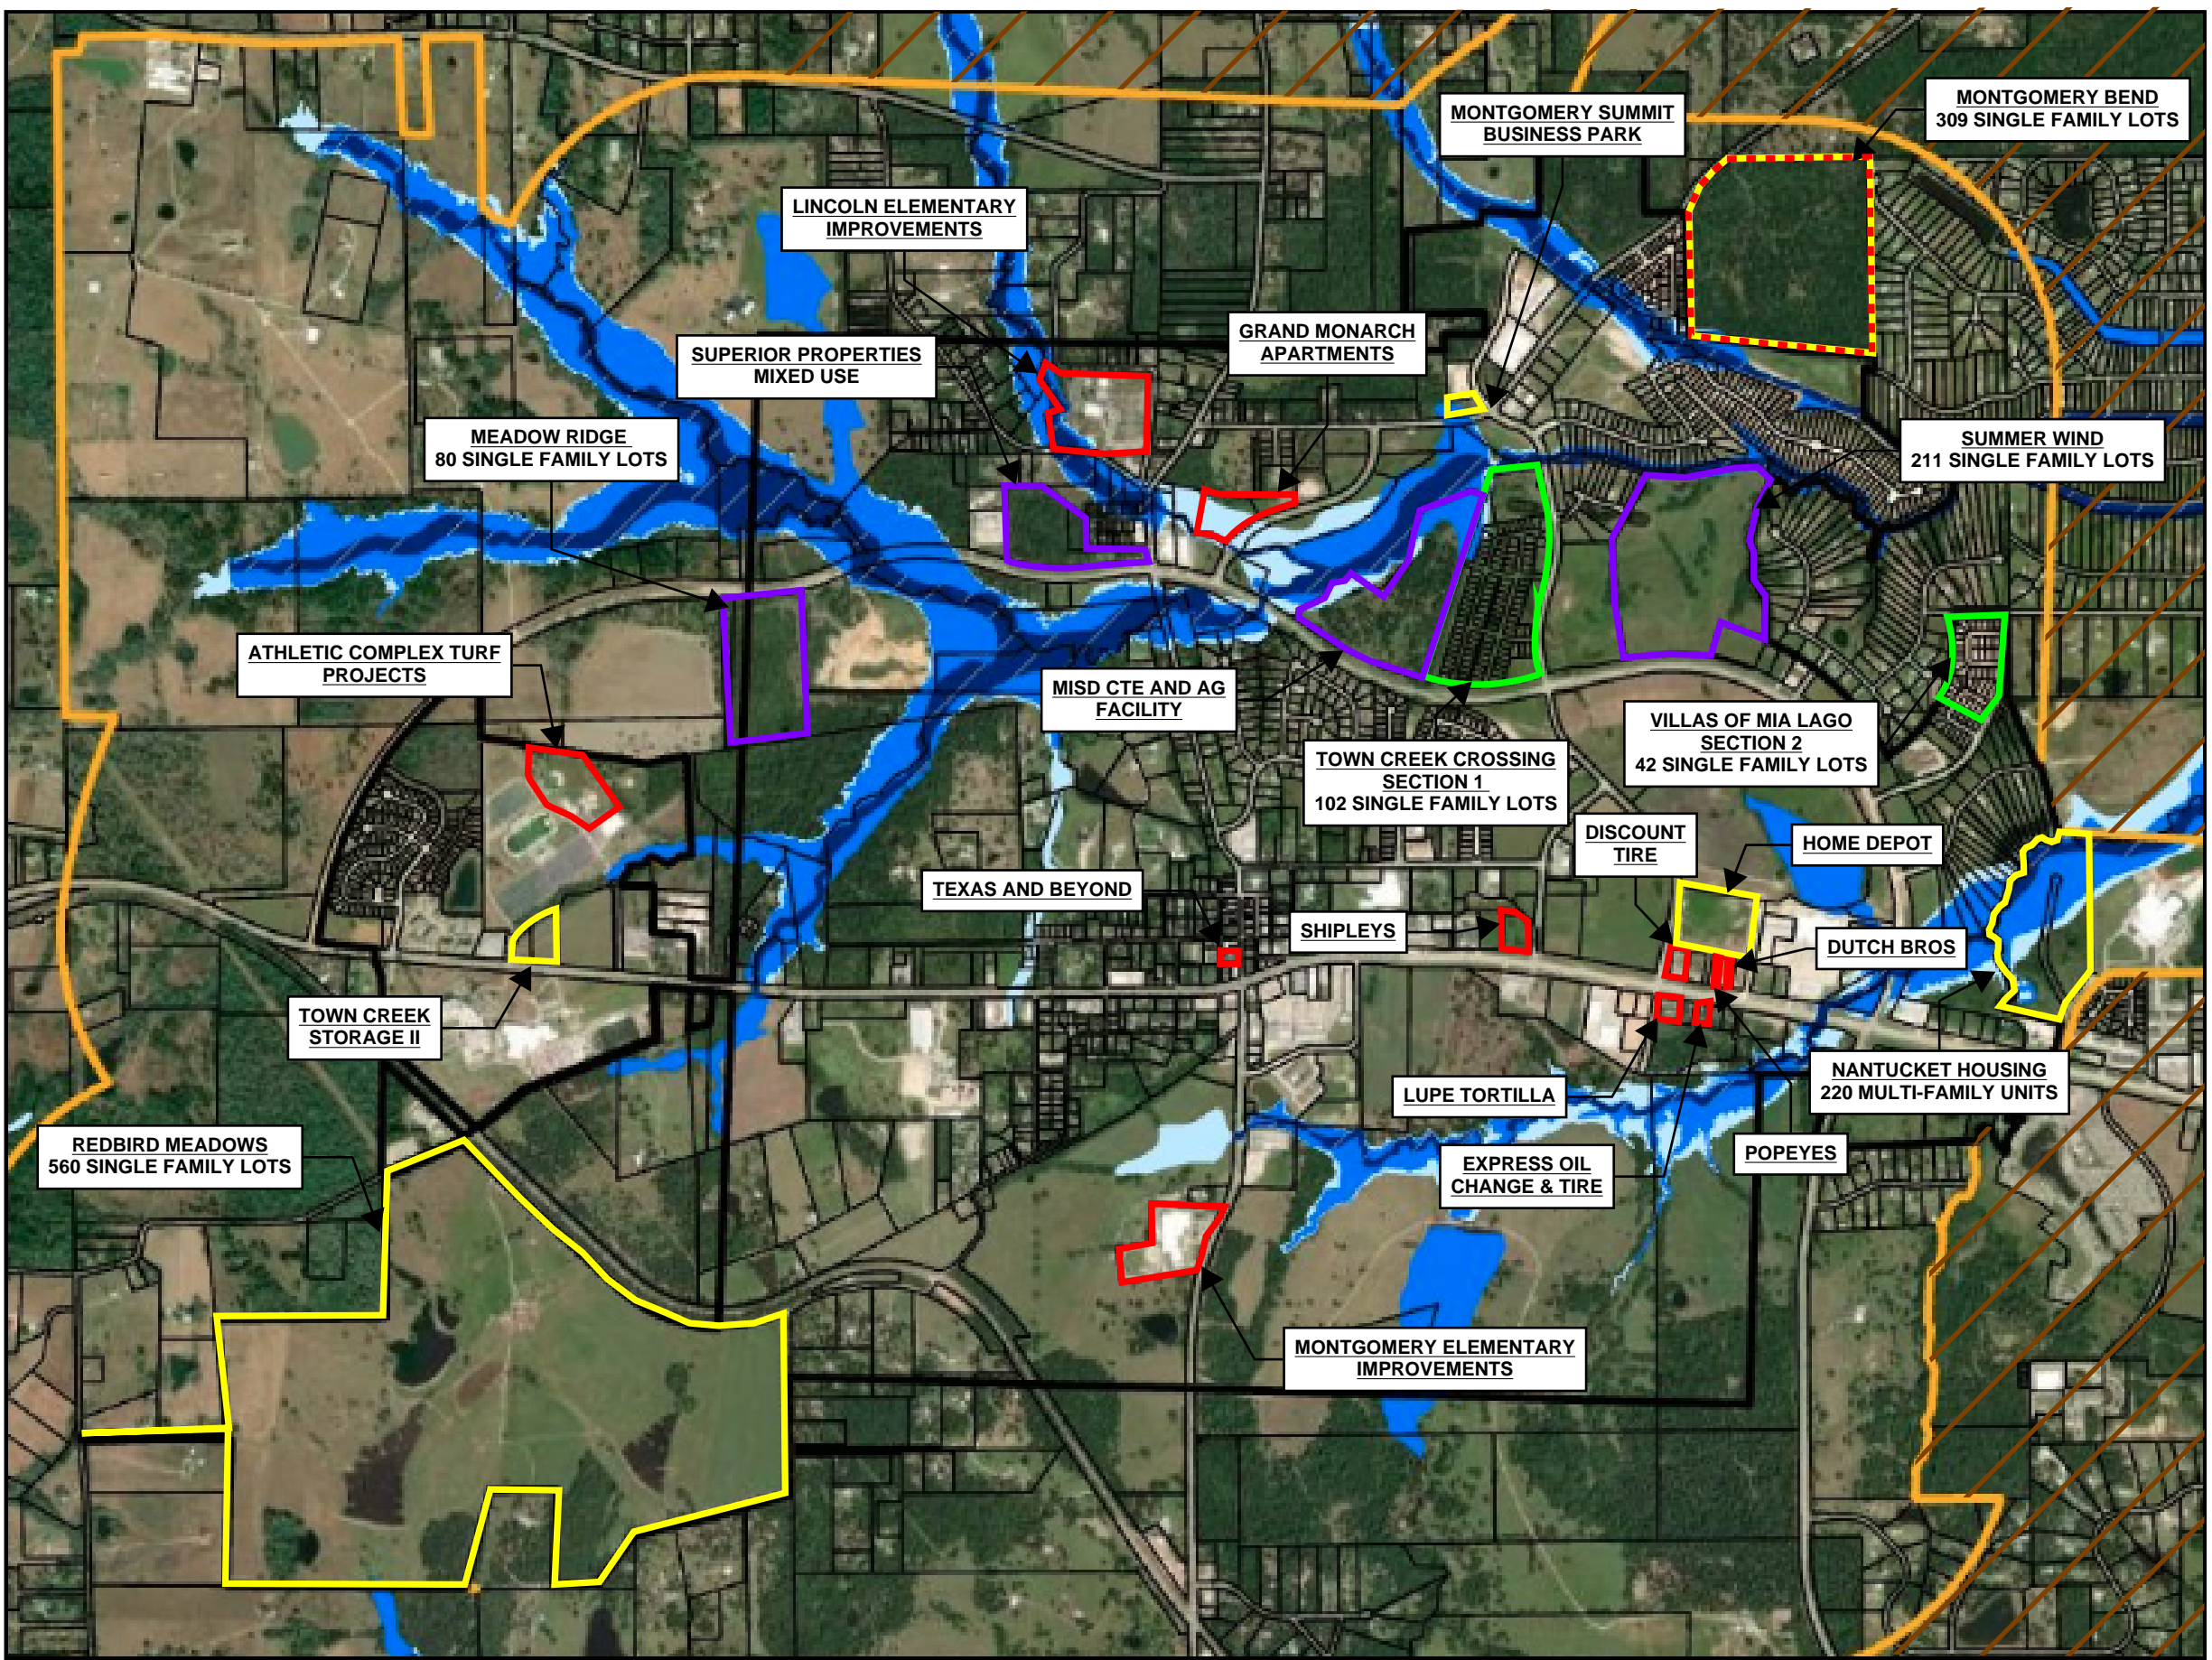 MONTGOMERY SUMMIT
BUSINESS PARK
MONTGOMERY BEND
309 SINGLE FAMILY LOTS
LINCOLN ELEMENTARY
IMPROVEMENTS
GRAND MONARCH
APARTMENTS
SUPERIOR PROPERTIES
MIXED USE
MEADOW RIDGE
80 SINGLE FAMILY LOTS
SUMMER WIND
211 SINGLE FAMILY LOTS
ATHLETIC COMPLEX TURF
PROJECTS
MISD CTE AND AG
FACILITY
VILLAS OF MIA LAGO
SECTION 2
42 SINGLE FAMILY LOTS
TOWN CREEK CROSSING
SECTION 1
102 SINGLE FAMILY LOTS
DISCOUNT
TIRE
HOME DEPOT
TEXAS AND BEYOND
SHIPLEYS
DUTCH BROS
TOWN CREEK
STORAGE II
NANTUCKET HOUSING
220 MULTI-FAMILY UNITS
LUPE TORTILLA
REDBIRD MEADOWS
560 SINGLE FAMILY LOTS
EXPRESS OIL
CHANGE & TIRE
POPEYES
MONTGOMERY ELEMENTARY
IMPROVEMENTS